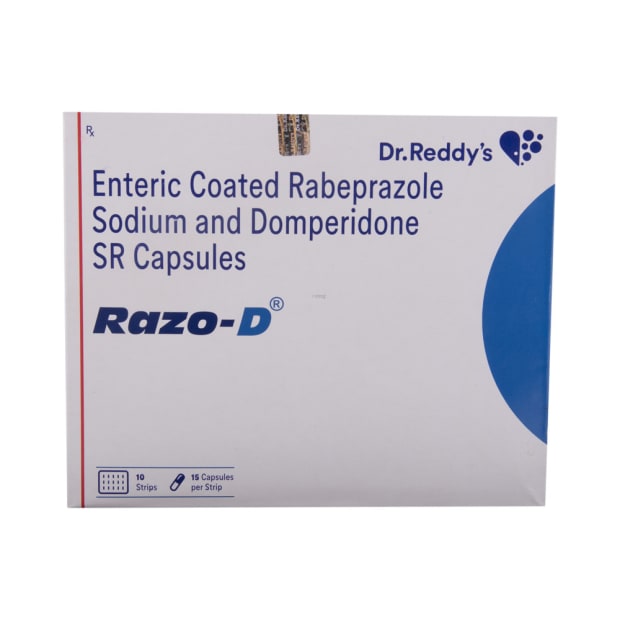 Rx
Dr.Reddy's
Enteric Coated Rabeprazole
Sodium and Domperidone
SR Capsules
Razo-D®
10
Strips
15 Capsules
per Strip